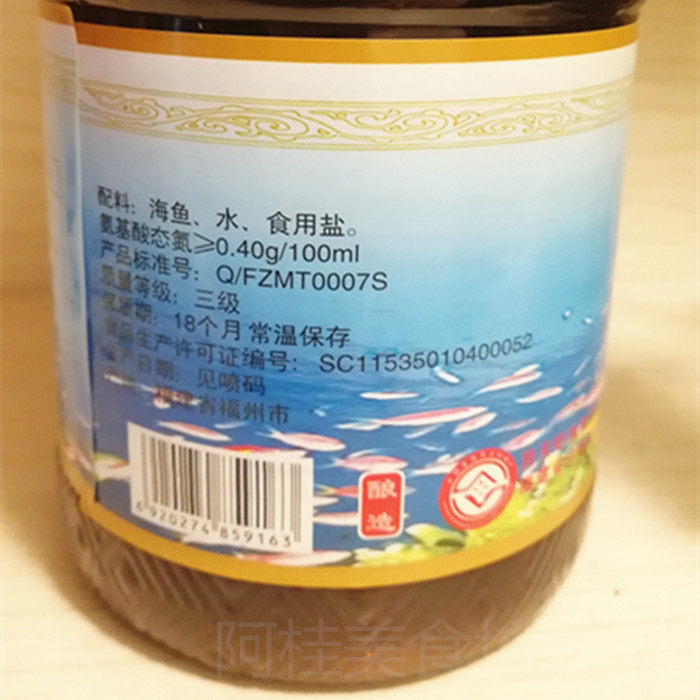 配料：海鱼、水、食用盐。
氨基酸态氮≥0.40g/100ml
产品标准号：Q/FZMT0007S
质量等级：三级
保质期：18个月 常温保存
食品生产许可证编号：SC11535010400052
生产日期：见喷码
福建省福州市
6 920274 859163
酿造
阿桂美食